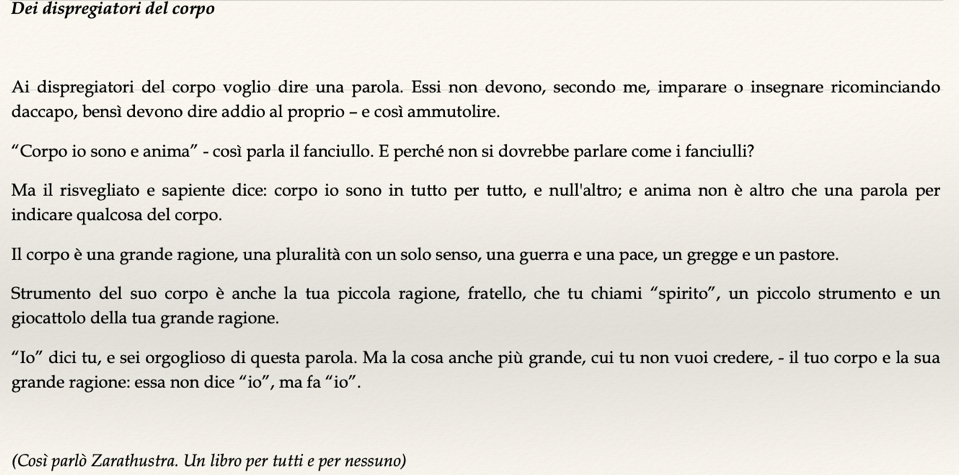 Dei dispregiatori del corpo
Ai dispregiatori del corpo voglio dire una parola. Essi non devono, secondo me, imparare o insegnare ricominciando
daccapo, bensì devono dire addio al proprio – e così ammutolire.
“Corpo io sono e anima” - così parla il fanciullo. E perché non si dovrebbe parlare come i fanciulli?
Ma il risvegliato e sapiente dice: corpo io sono in tutto per tutto, e null'altro; e anima non è altro che una parola per
indicare qualcosa del corpo.
Il corpo è una grande ragione, una pluralità con un solo senso, una guerra e una pace, un gregge e un pastore.
Strumento del suo corpo è anche la tua piccola ragione, fratello, che tu chiami “spirito”, un piccolo strumento e un
giocattolo della tua grande ragione.
“Io” dici tu, e sei orgoglioso di questa parola. Ma la cosa anche più grande, cui tu non vuoi credere, - il tuo corpo e la sua
grande ragione: essa non dice “io”, ma fa “io”.
(Così parlò Zarathustra. Un libro per tutti e per nessuno)